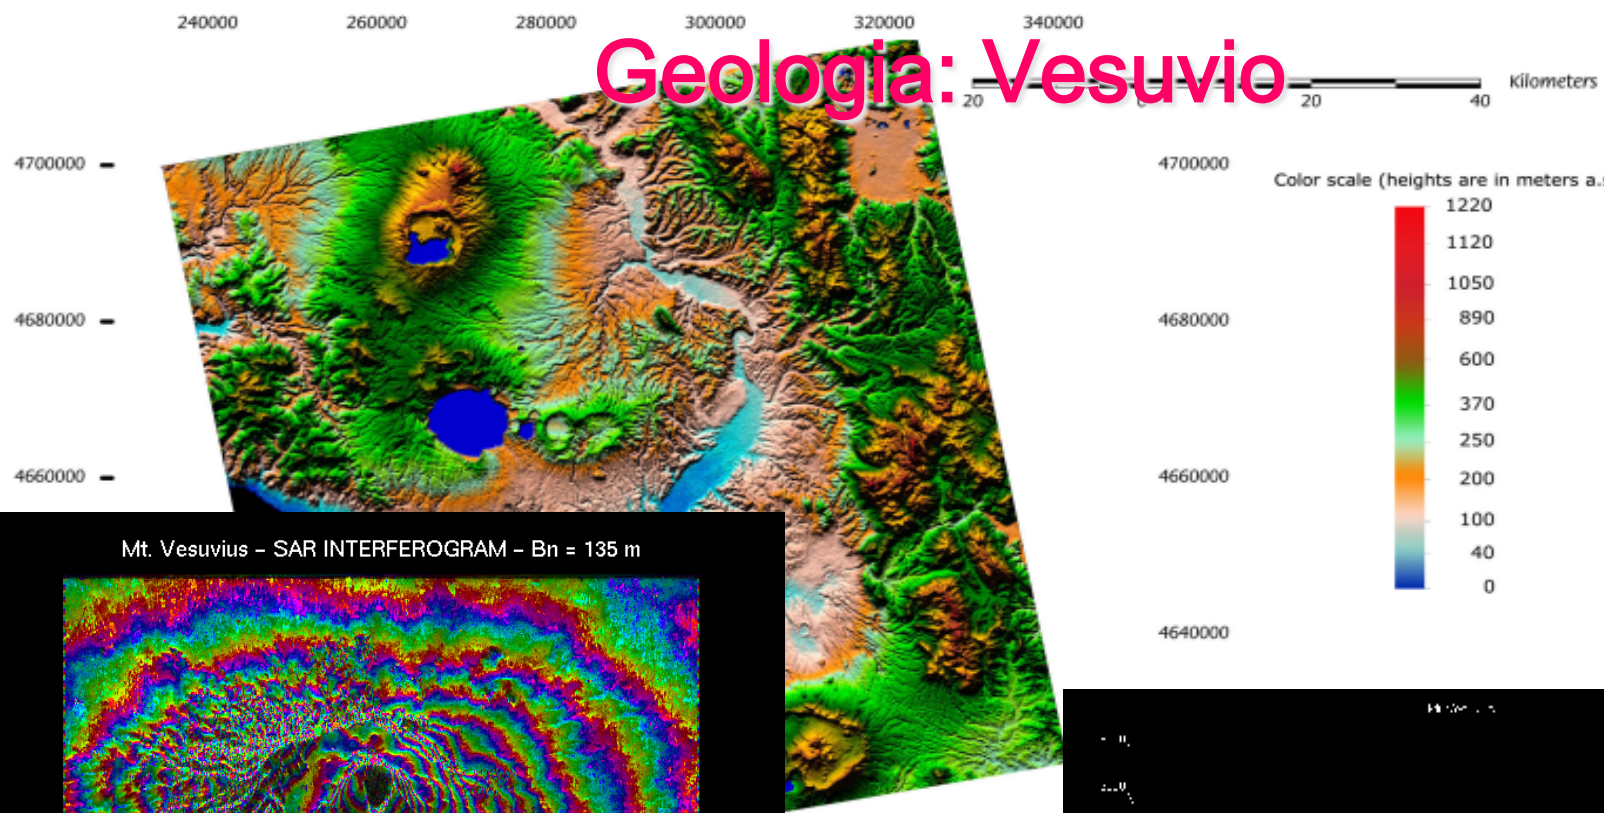 240000 260000 280000 300000 320000 340000
Geologia: Vesuvio
Kilometers
20 0 20 40
4700000 4700000
Color scale (heights are in meters a.s
1220
1120
1050
890
4680000 4680000
600
370
250
4660000 4660000
200
100
40
0
Mt. Vesuvius – SAR INTERFEROGRAM – Bn = 135 m
4640000